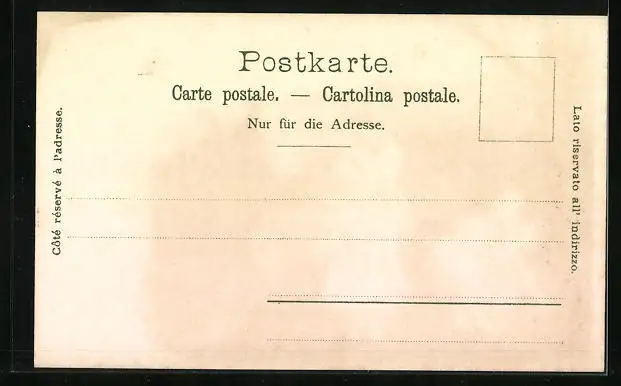 Postkarte.
Carte postale. — Cartolina postale.
Nur für die Adresse.
Côté réservé à l'adresse.
Lato riservato all' indirizzo.